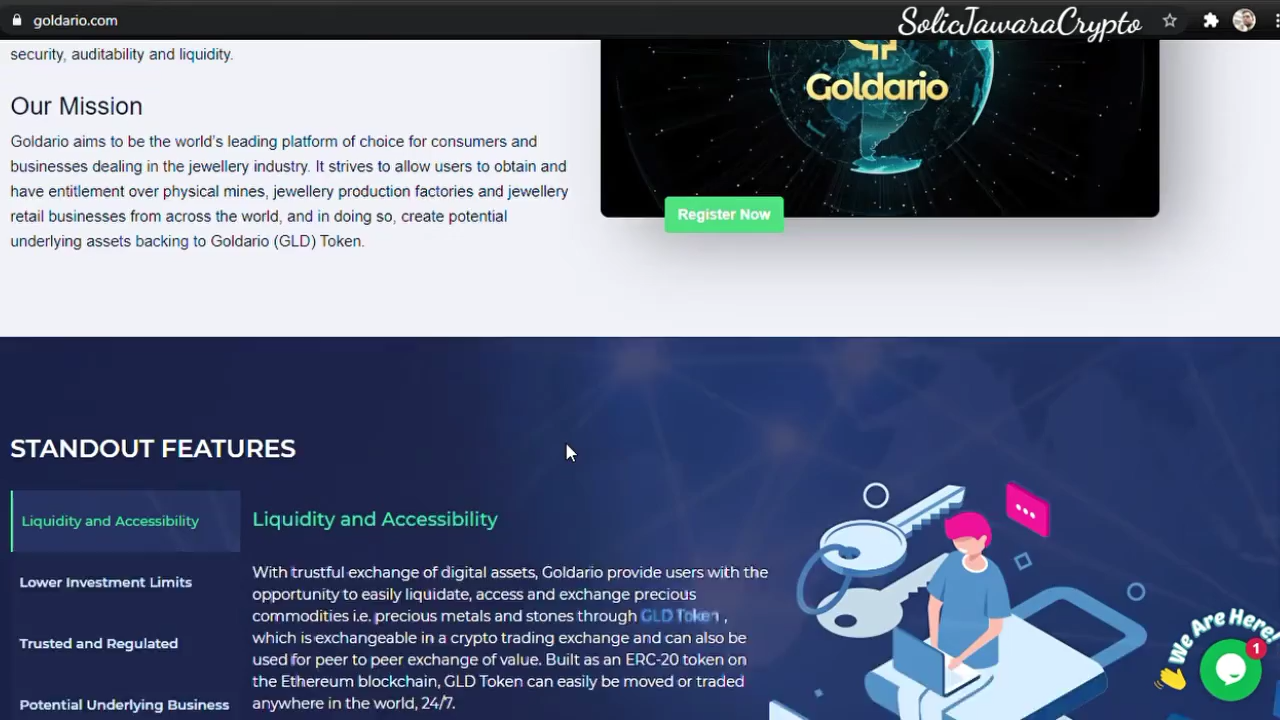 goldario.com
SolicJawaraCrypto
security, auditability and liquidity.
Our Mission
Goldario aims to be the world's leading platform of choice for consumers and
businesses dealing in the jewellery industry. It strives to allow users to obtain and
have entitlement over physical mines, jewellery production factories and jewellery
retail businesses from across the world, and in doing so, create potential
underlying assets backing to Goldario (GLD) Token.
Goldario
Register Now
STANDOUT FEATURES
Liquidity and Accessibility
Lower Investment Limits
Trusted and Regulated
Potential Underlying Business
Liquidity and Accessibility
With trustful exchange of digital assets, Goldario provide users with the
opportunity to easily liquidate, access and exchange precious
commodities i.e. precious metals and stones through GLD Token ,
which is exchangeable in a crypto trading exchange and can also be
used for peer to peer exchange of value. Built as an ERC-20 token on
the Ethereum blockchain, GLD Token can easily be moved or traded
anywhere in the world, 24/7.
We Are Here!
1